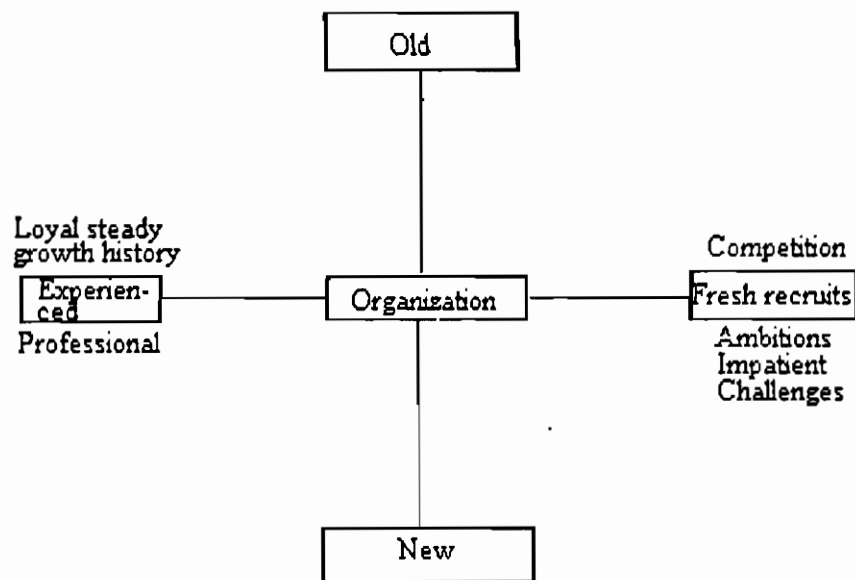 Old
Loyal steady
growth history
Experien-
ced
Professional
Organization
Competition
Fresh recruits
Ambitions
Impatient
Challenges
New